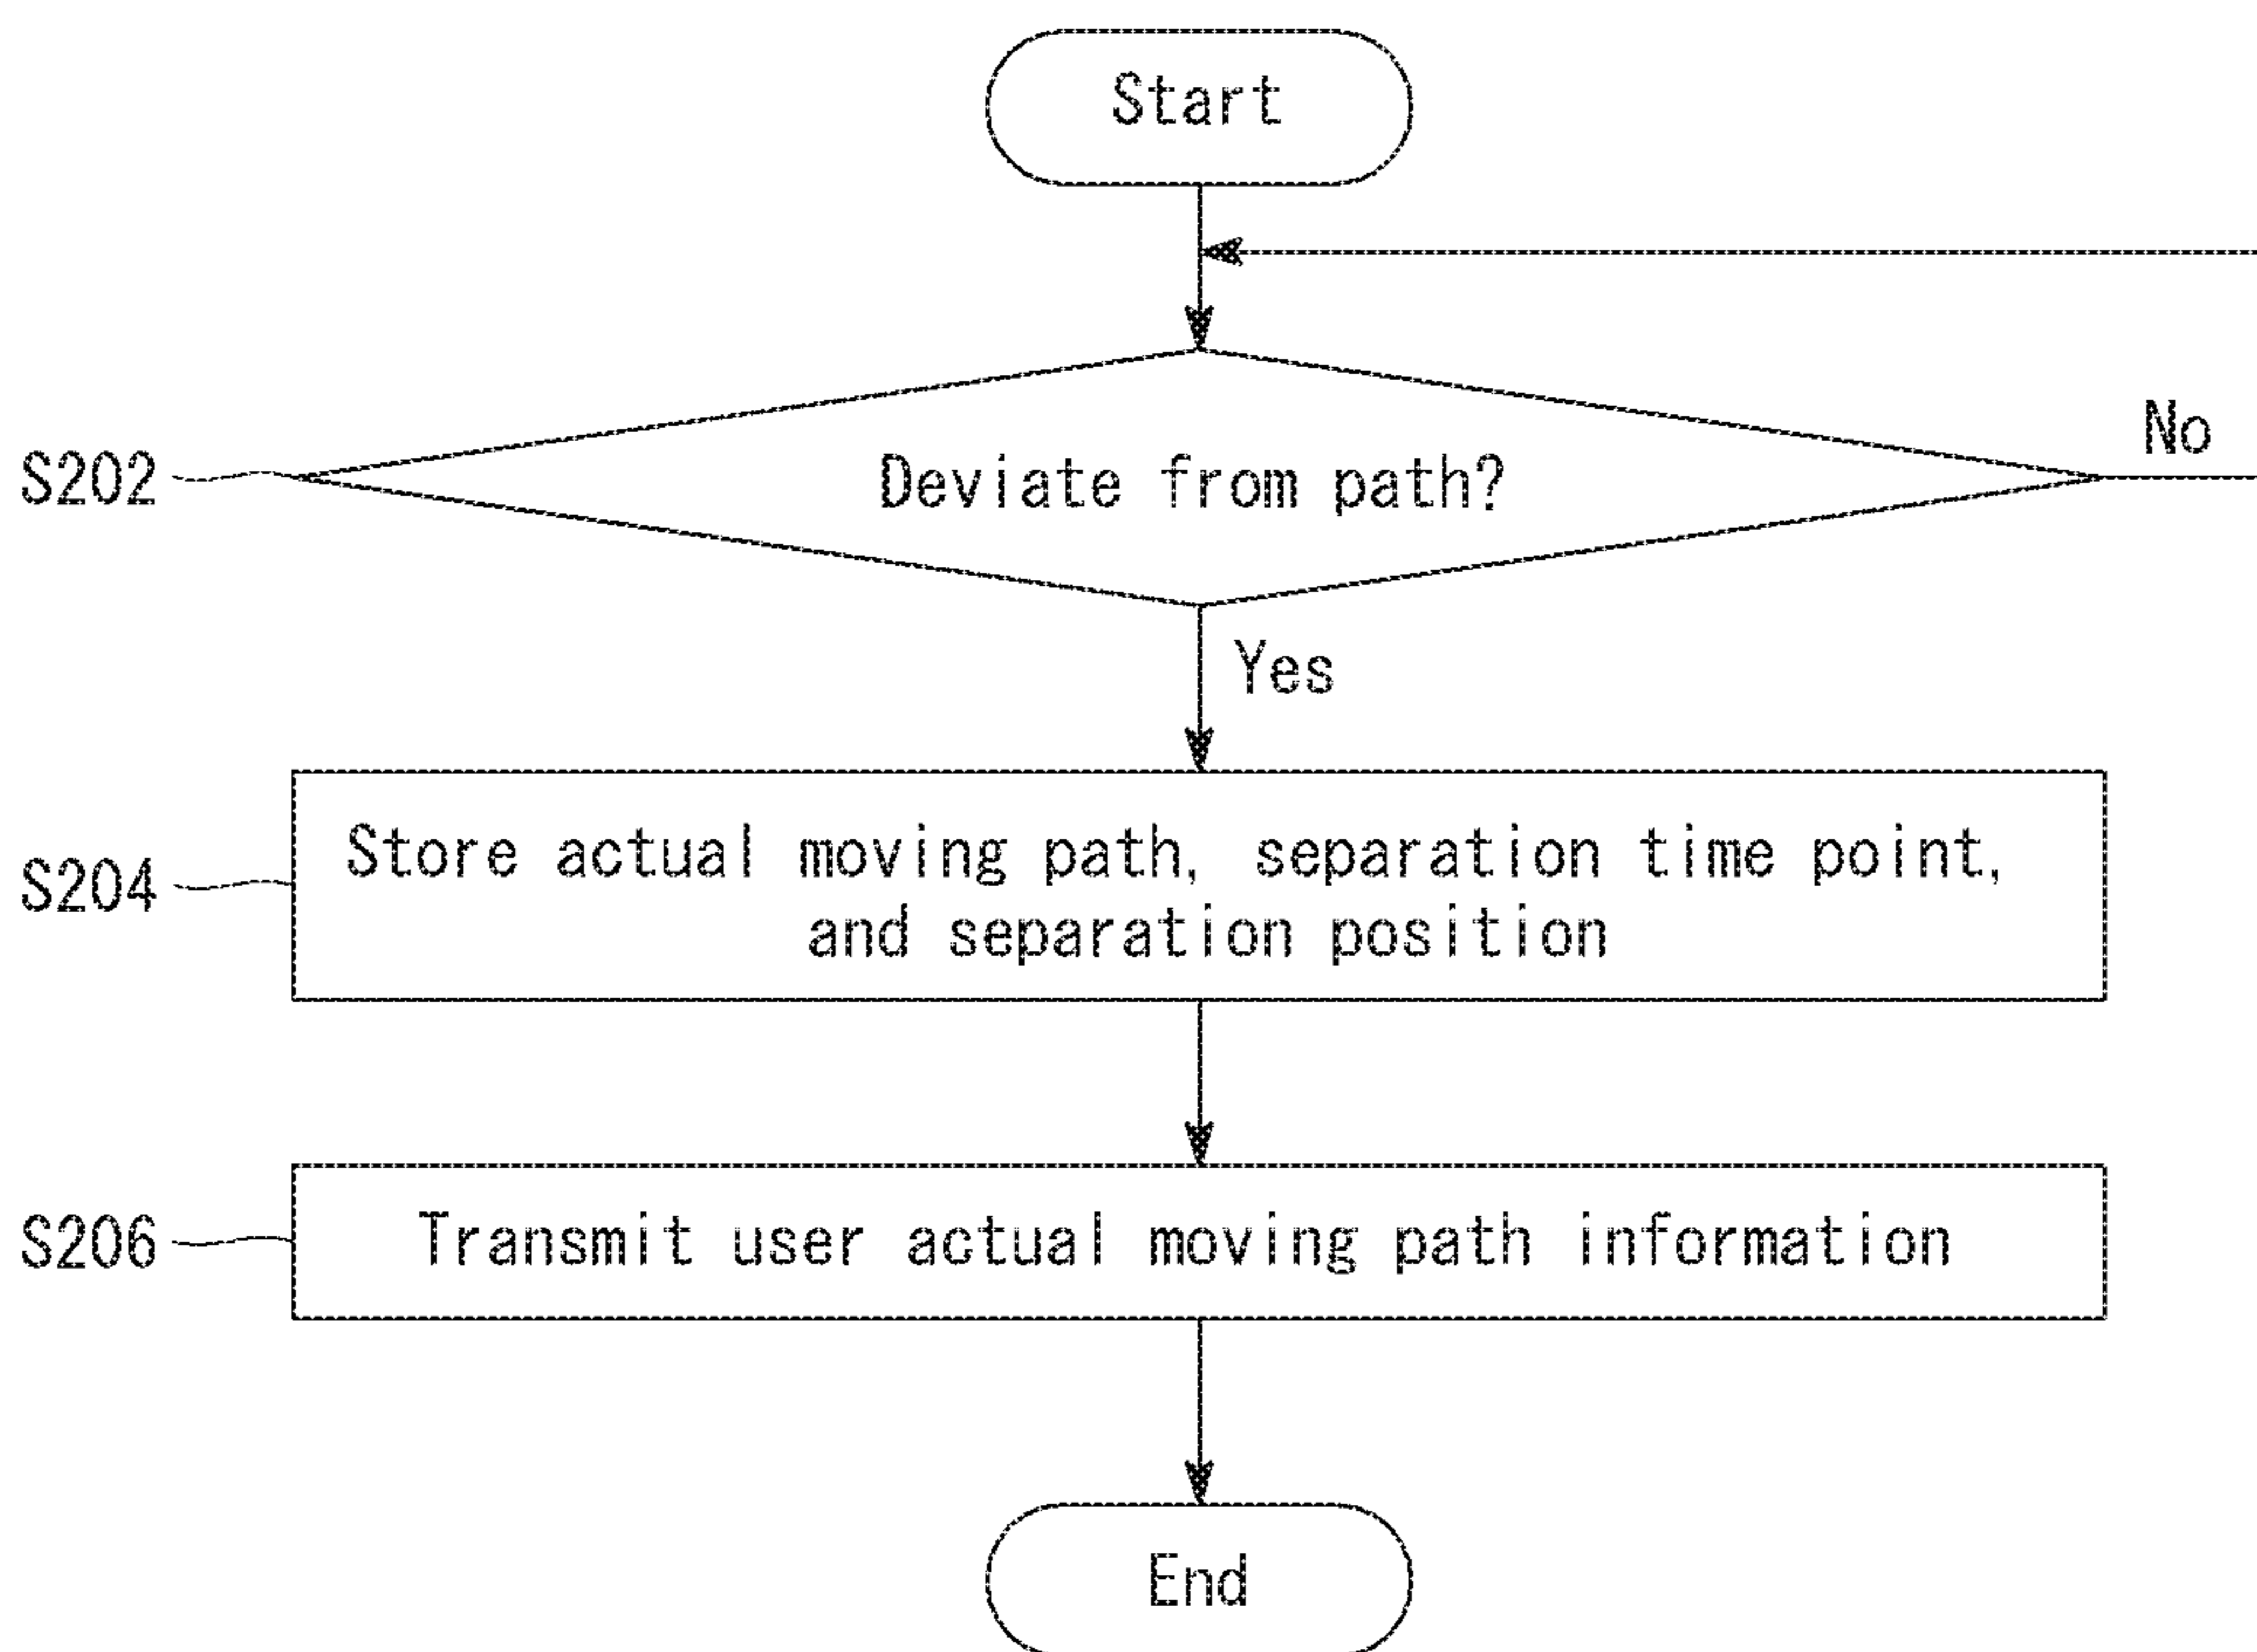 Start
S202
Deviate from path?
No
Yes
S204
Store actual moving path, separation time point,
and separation position
S206
Transmit user actual moving path information
End